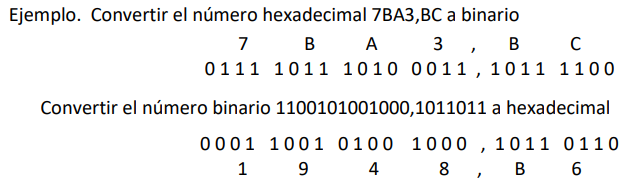 Ejemplo. Convertir el número hexadecimal 7BA3,BC a binario
7 B A 3 , B C
0111 1011 1010 0011 , 1011 1100
Convertir el número binario 1100101001000,1011011 a hexadecimal
0001 1001 0100 1000 , 1011 0110
1 9 4 8 , B 6